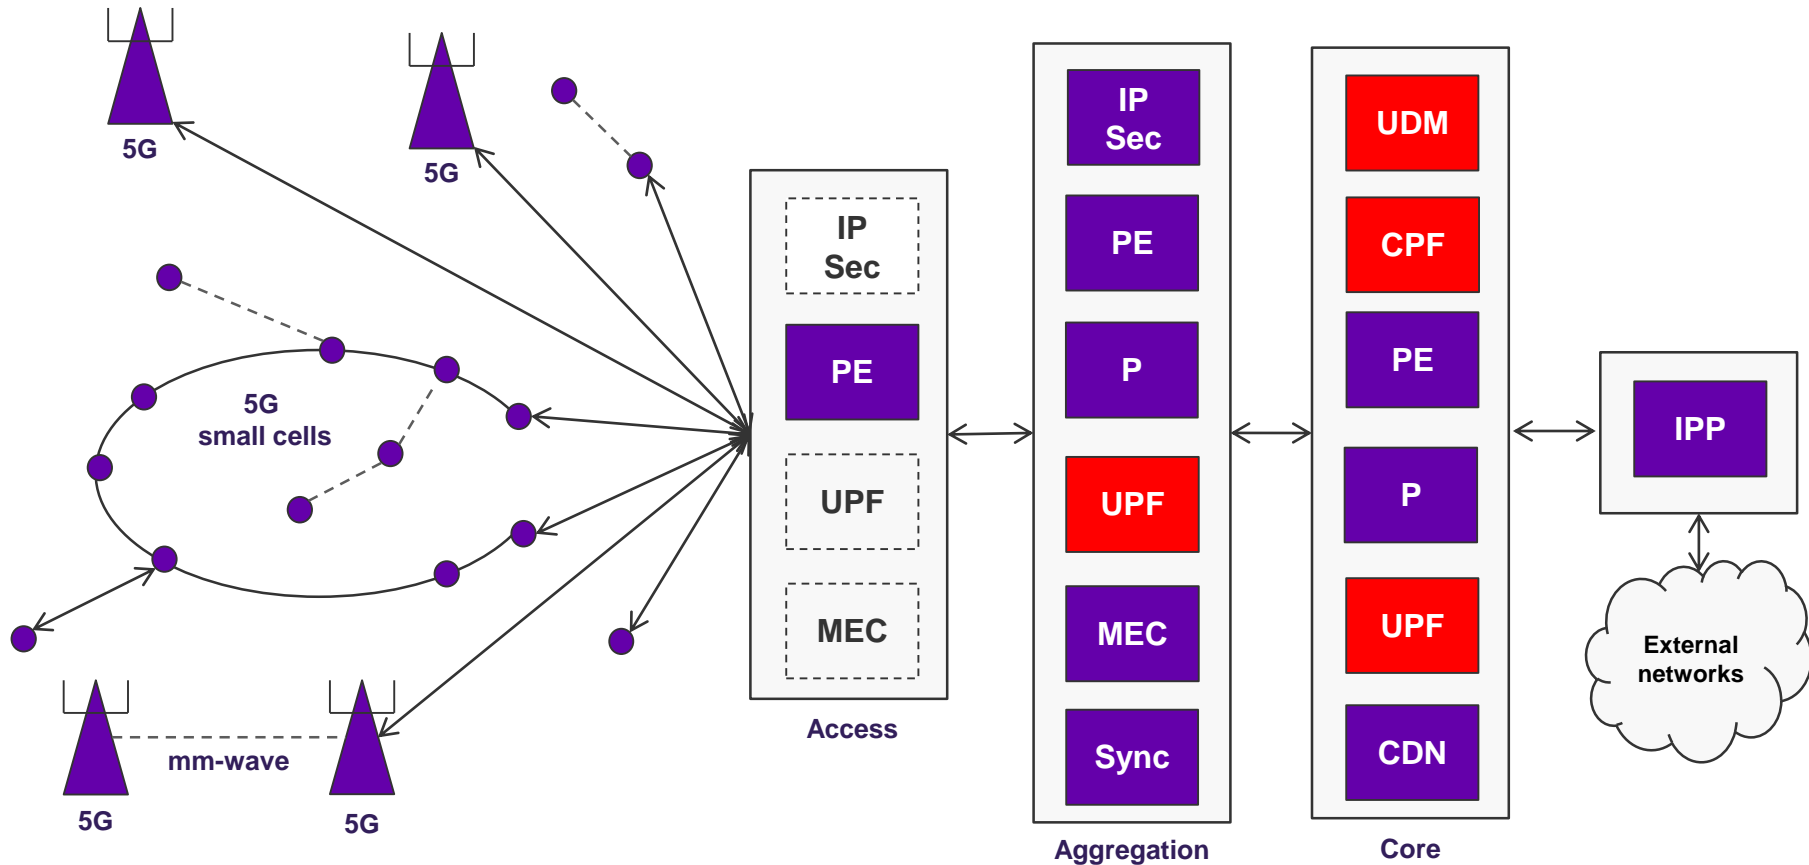 5G
5G
5G
small cells
mm-wave
5G
5G
IP
Sec
PE
UPF
MEC
Access
IP
Sec
PE
P
UPF
MEC
Sync
Aggregation
UDM
CPF
PE
P
UPF
CDN
Core
IPP
External
networks